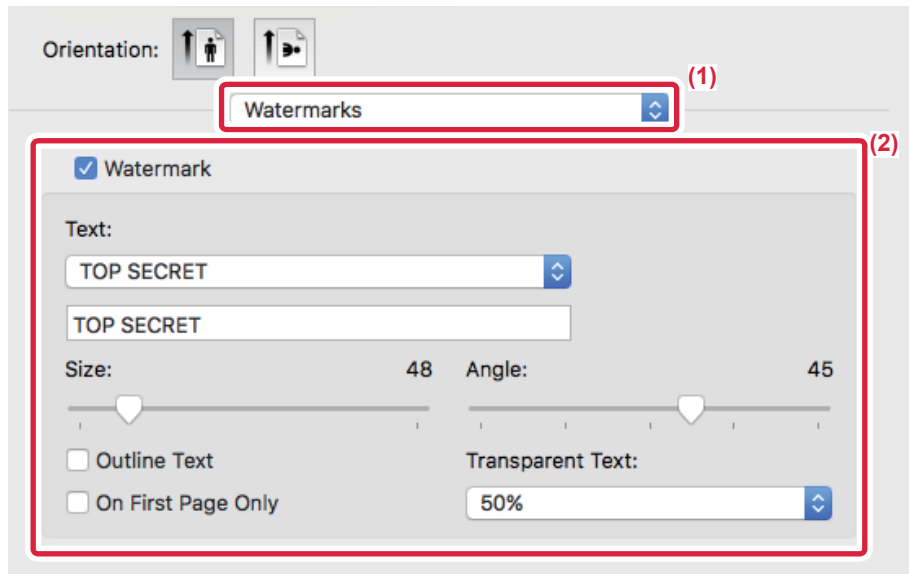 Orientation:
(1)
Watermarks
(2)
Watermark
Text:
TOP SECRET
TOP SECRET
Size: 48 Angle: 45
Outline Text Transparent Text:
On First Page Only 50%